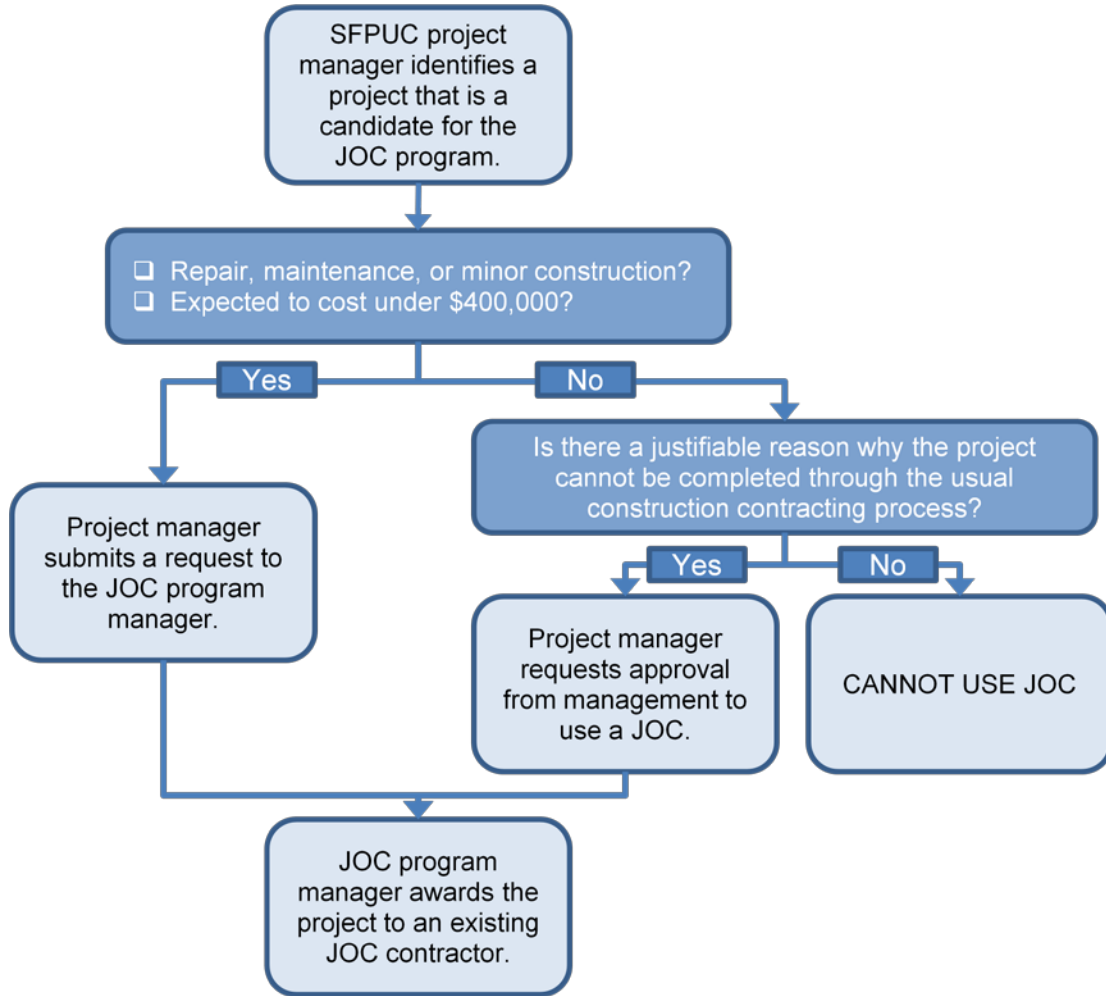 SFPUC project
manager identifies a
project that is a
candidate for the
JOC program.
❑ Repair, maintenance, or minor construction?
❑ Expected to cost under $400,000?
Yes
No
Is there a justifiable reason why the project
cannot be completed through the usual
construction contracting process?
Project manager
submits a request to
the JOC program
manager.
Yes
No
Project manager
requests approval
from management to
use a JOC.
CANNOT USE JOC
JOC program
manager awards the
project to an existing
JOC contractor.